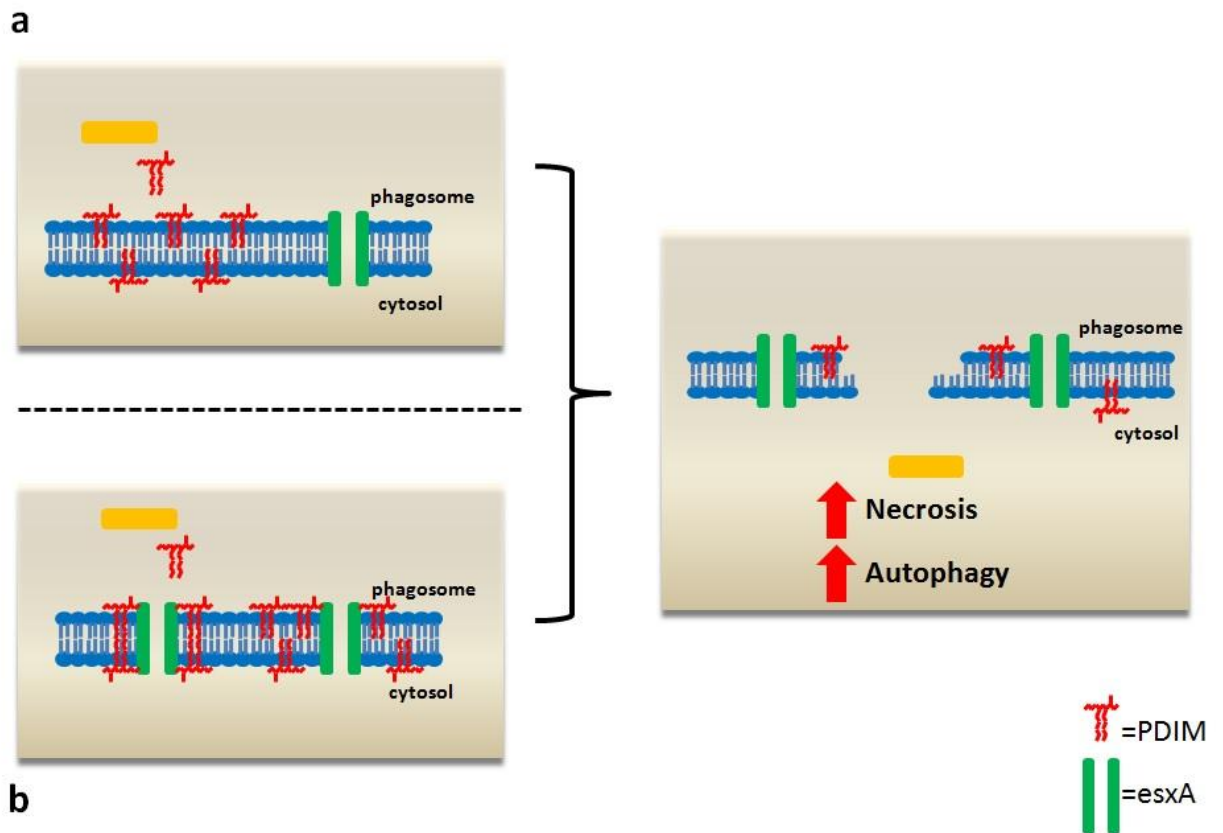 a
phagosome
cytosol
phagosome
cytosol
b
phagosome
cytosol
Necrosis
Autophagy
=PDIM
=esxA